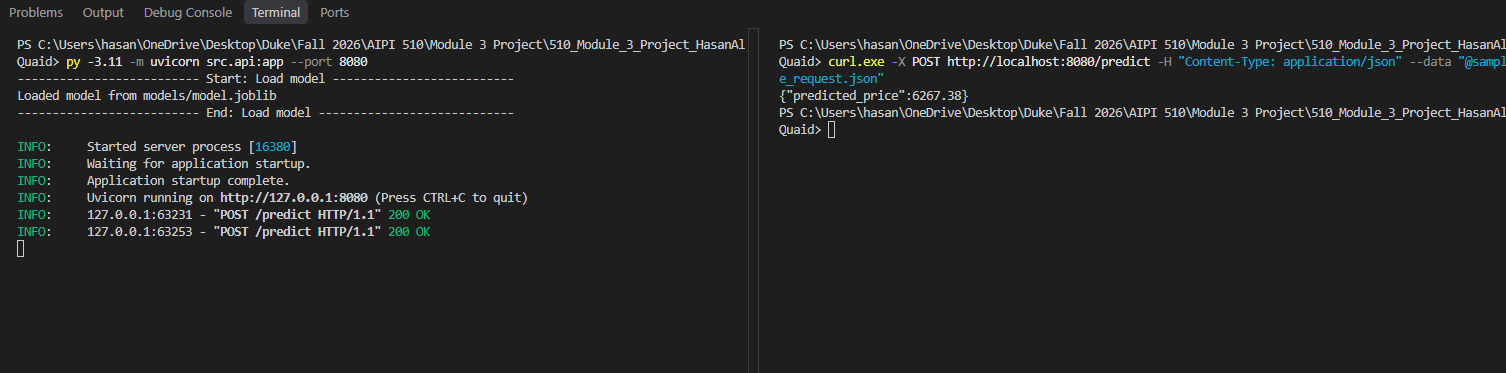 Problems Output Debug Console Terminal Ports
PS C:\Users\hasan\OneDrive\Desktop\Duke\Fall 2026\AIPI 510\Module 3 Project\510_Module_3_Project_HasanAl
Quaid> py -3.11 -m uvicorn src.api:app --port 8080
---------------------------- Start: Load model ----------------------------
Loaded model from models/model.joblib
---------------------------- End: Load model ----------------------------
INFO: Started server process [16380]
INFO: Waiting for application startup.
INFO: Application startup complete.
INFO: Uvicorn running on http://127.0.0.1:8080 (Press CTRL+C to quit)
INFO: 127.0.0.1:63231 - "POST /predict HTTP/1.1" 200 OK
INFO: 127.0.0.1:63253 - "POST /predict HTTP/1.1" 200 OK
PS C:\Users\hasan\OneDrive\Desktop\Duke\Fall 2026\AIPI 510\Module 3 Project\510_Module_3_Project_HasanAl
Quaid> curl.exe -X POST http://localhost:8080/predict -H "Content-Type: application/json" --data "@sampl
e_request.json"
{"predicted_price":6267.38}
PS C:\Users\hasan\OneDrive\Desktop\Duke\Fall 2026\AIPI 510\Module 3 Project\510_Module_3_Project_HasanAl
Quaid>